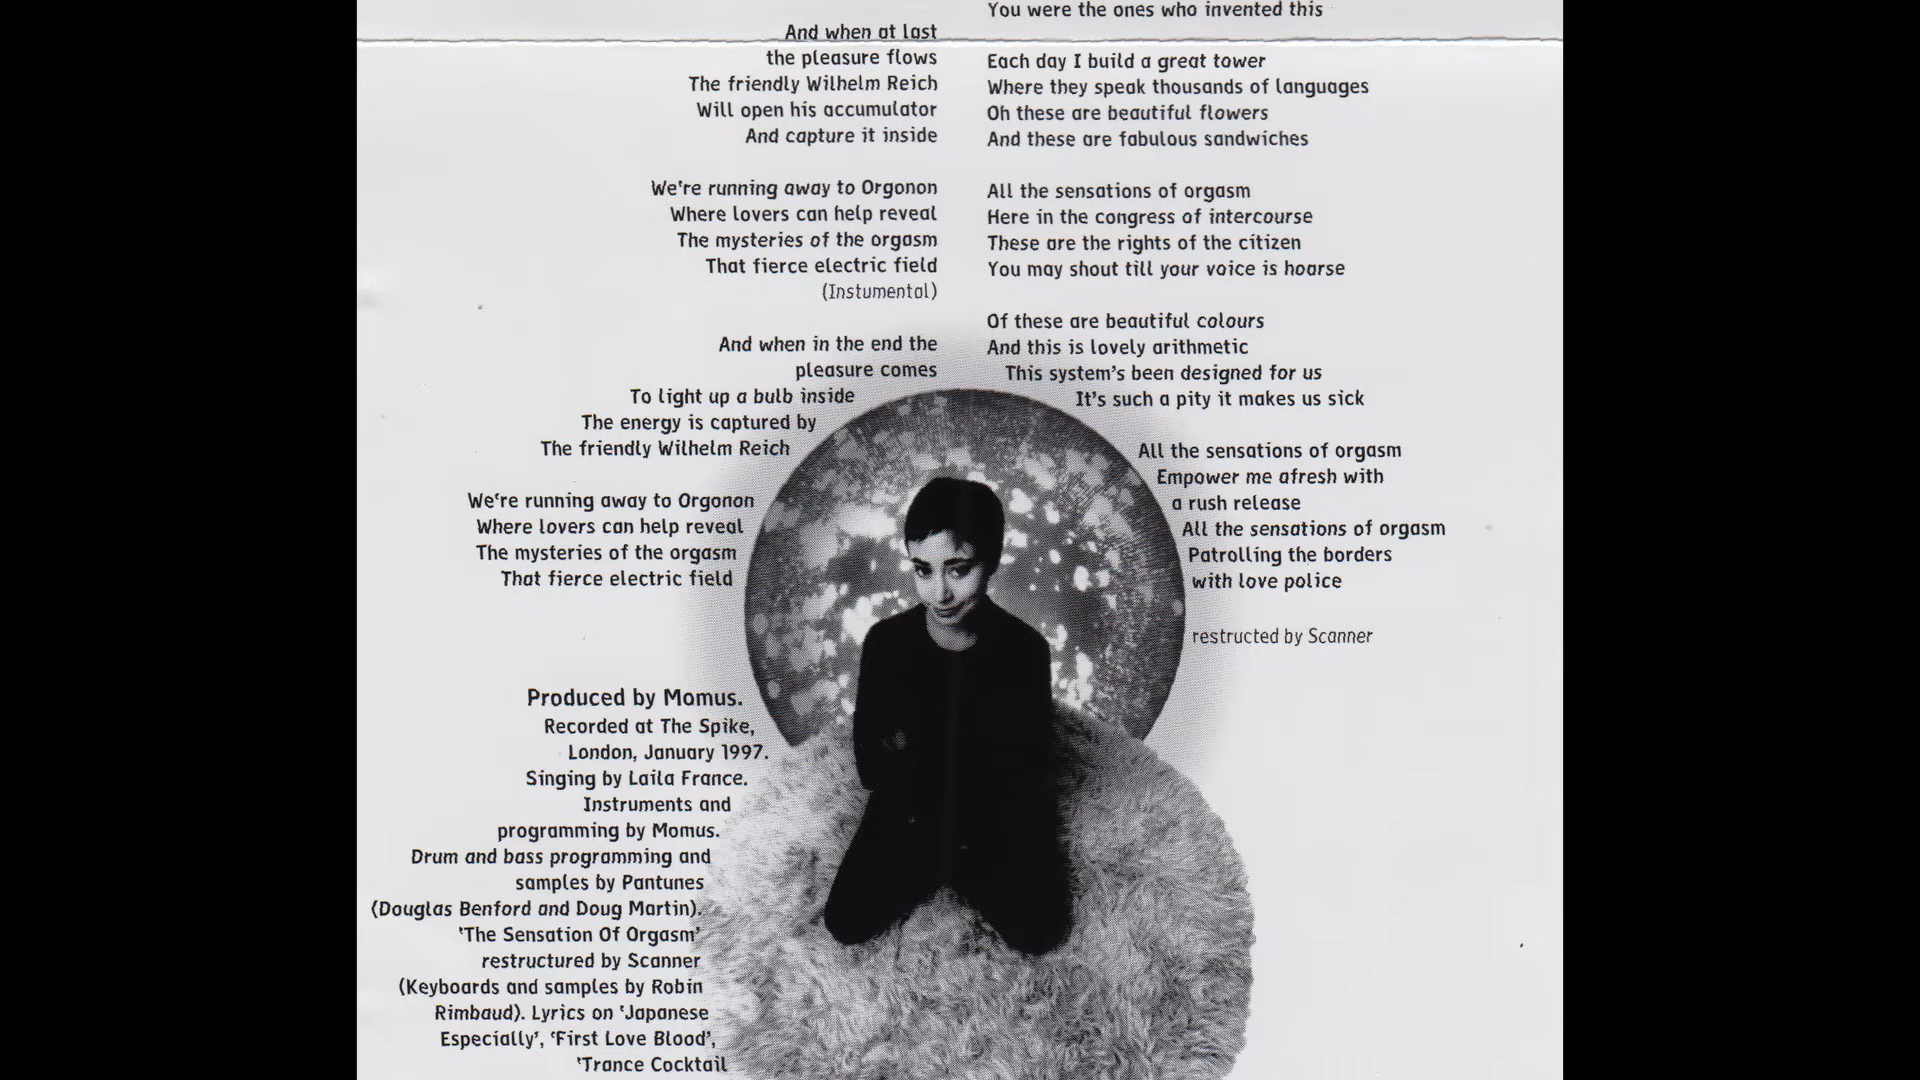 And when at last
the pleasure flows
The friendly Wilhelm Reich
Will open his accumulator
And capture it inside
We're running away to Orgonon
Where lovers can help reveal
The mysteries of the orgasm
That fierce electric field
(Instumental)
And when in the end the
pleasure comes
To light up a bulb inside
The energy is captured by
The friendly Wilhelm Reich
We're running away to Orgonon
Where lovers can help reveal
The mysteries of the orgasm
That fierce electric field
Produced by Momus.
Recorded at The Spike,
London, January 1997.
Singing by Laila France.
Instruments and
programming by Momus.
Drum and bass programming and
samples by Pantunes
(Douglas Benford and Doug Martin).
'The Sensation Of Orgasm'
restructured by Scanner
(Keyboards and samples by Robin
Rimbaud). Lyrics on 'Japanese
Especially', 'First Love Blood',
'Trance Cocktail
You were the ones who invented this
Each day I build a great tower
Where they speak thousands of languages
Oh these are beautiful flowers
And these are fabulous sandwiches
All the sensations of orgasm
Here in the congress of intercourse
These are the rights of the citizen
You may shout till your voice is hoarse
Of these are beautiful colours
And this is lovely arithmetic
This system's been designed for us
It's such a pity it makes us sick
All the sensations of orgasm
Empower me afresh with
a rush release
All the sensations of orgasm
Patrolling the borders
with love police
restructed by Scanner